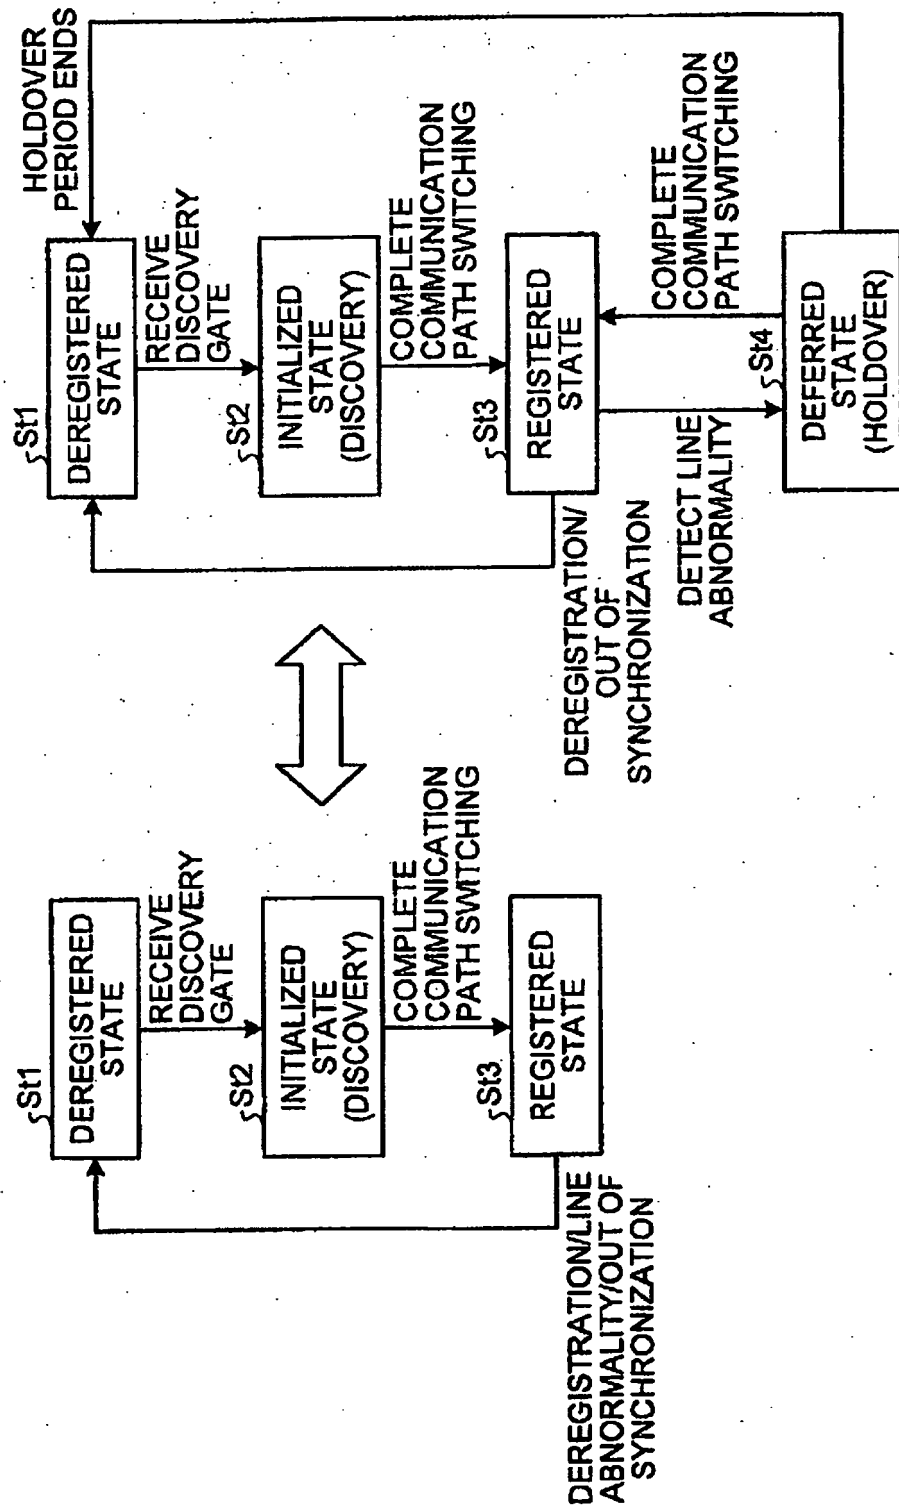 St1
DEREGISTERED
STATE
RECEIVE
DISCOVERY
GATE
St2
INITIALIZED
STATE
(DISCOVERY)
COMPLETE
COMMUNICATION
PATH SWITCHING
St3
REGISTERED
STATE
DEREGISTRATION/LINE
ABNORMALITY/OUT OF
SYNCHRONIZATION
HOLDOVER
PERIOD ENDS
St1
DEREGISTERED
STATE
RECEIVE
DISCOVERY
GATE
St2
INITIALIZED
STATE
(DISCOVERY)
COMPLETE
COMMUNICATION
PATH SWITCHING
St3
REGISTERED
STATE
DEREGISTRATION/
OUT OF
SYNCHRONIZATION
DETECT LINE
ABNORMALITY
COMPLETE
COMMUNICATION
PATH SWITCHING
St4
DEFERRED
STATE
(HOLDOVER)